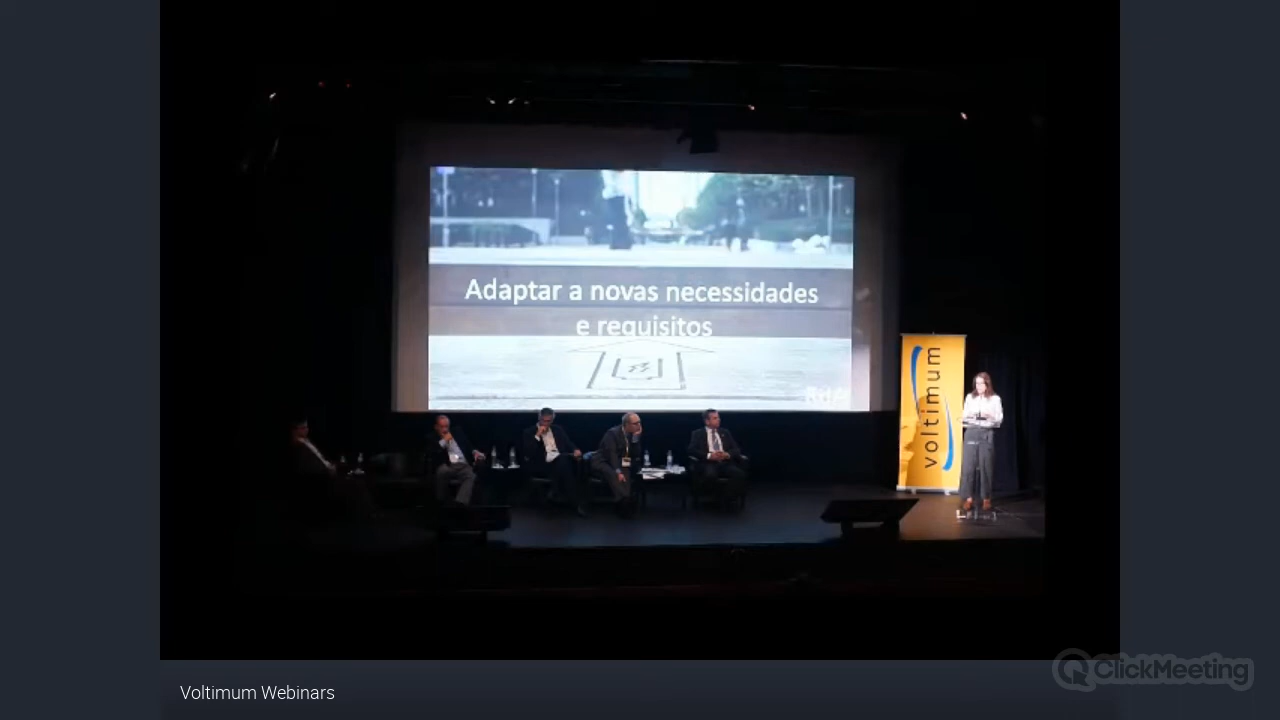 Adaptar a novas necessidades
e requisitos
voltimum
ClickMeeting
Voltimum Webinars